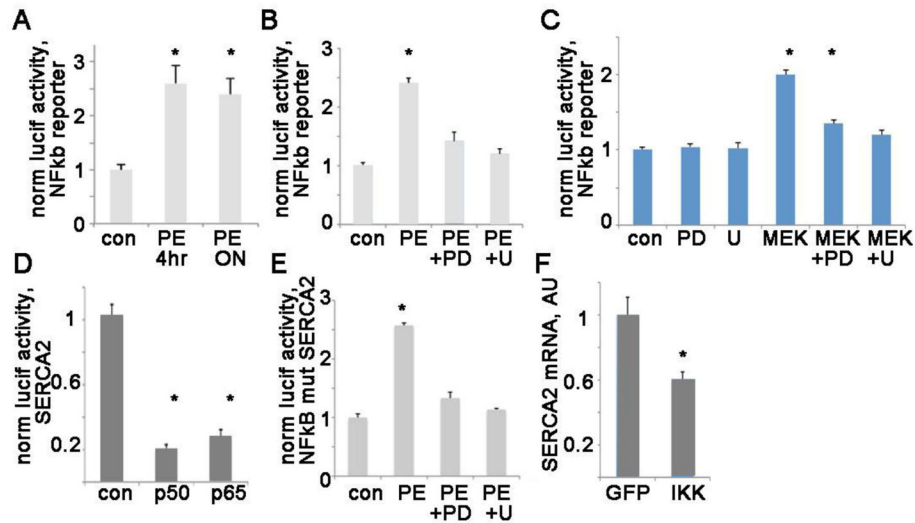 A
norm lucif activity,
NFkb reporter
3
2
1
0
*
*
con
PE
4hr
PE
ON
B
norm lucif activity,
NFkb reporter
3
2
1
0
*
con
PE
PE
+PD
PE
+U
C
norm lucif activity,
NFkb reporter
2
1
0
*
*
con
PD
U
MEK
MEK
+PD
MEK
+U
D
norm lucif activity,
SERCA2
1
0.6
0.2
*
*
con
p50
p65
E
norm lucif activity,
NFkB mut SERCA2
3
2
1
0
*
con
PE
PE
+PD
PE
+U
F
SERCA2 mRNA, AU
1
0.6
0.2
*
GFP
IKK